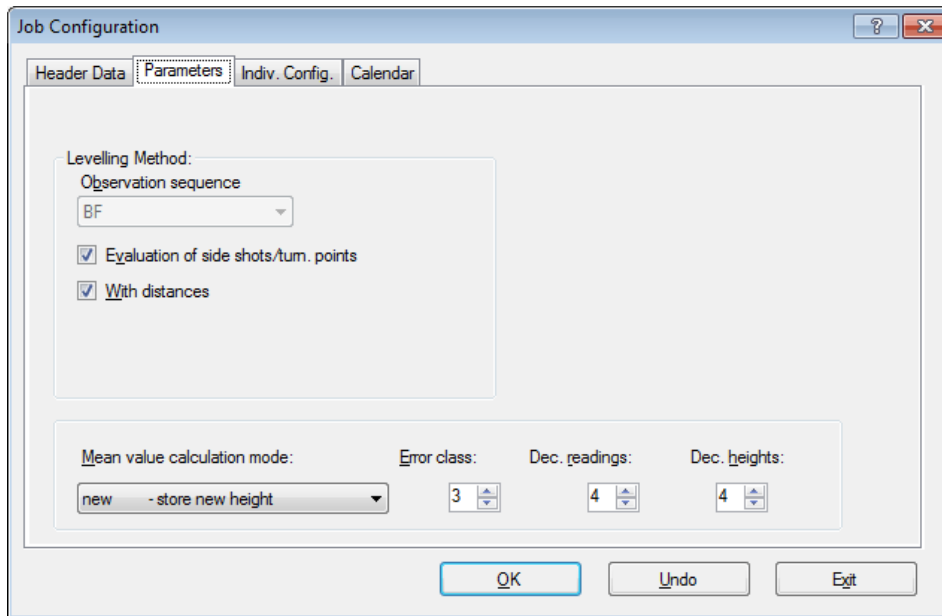 Job Configuration
Header Data Parameters Indiv. Config. Calendar
Levelling Method:
Observation sequence
BF
Evaluation of side shots/turn. points
With distances
Mean value calculation mode: Error class: Dec. readings: Dec. heights:
new - store new height 3 4 4
OK Undo Exit